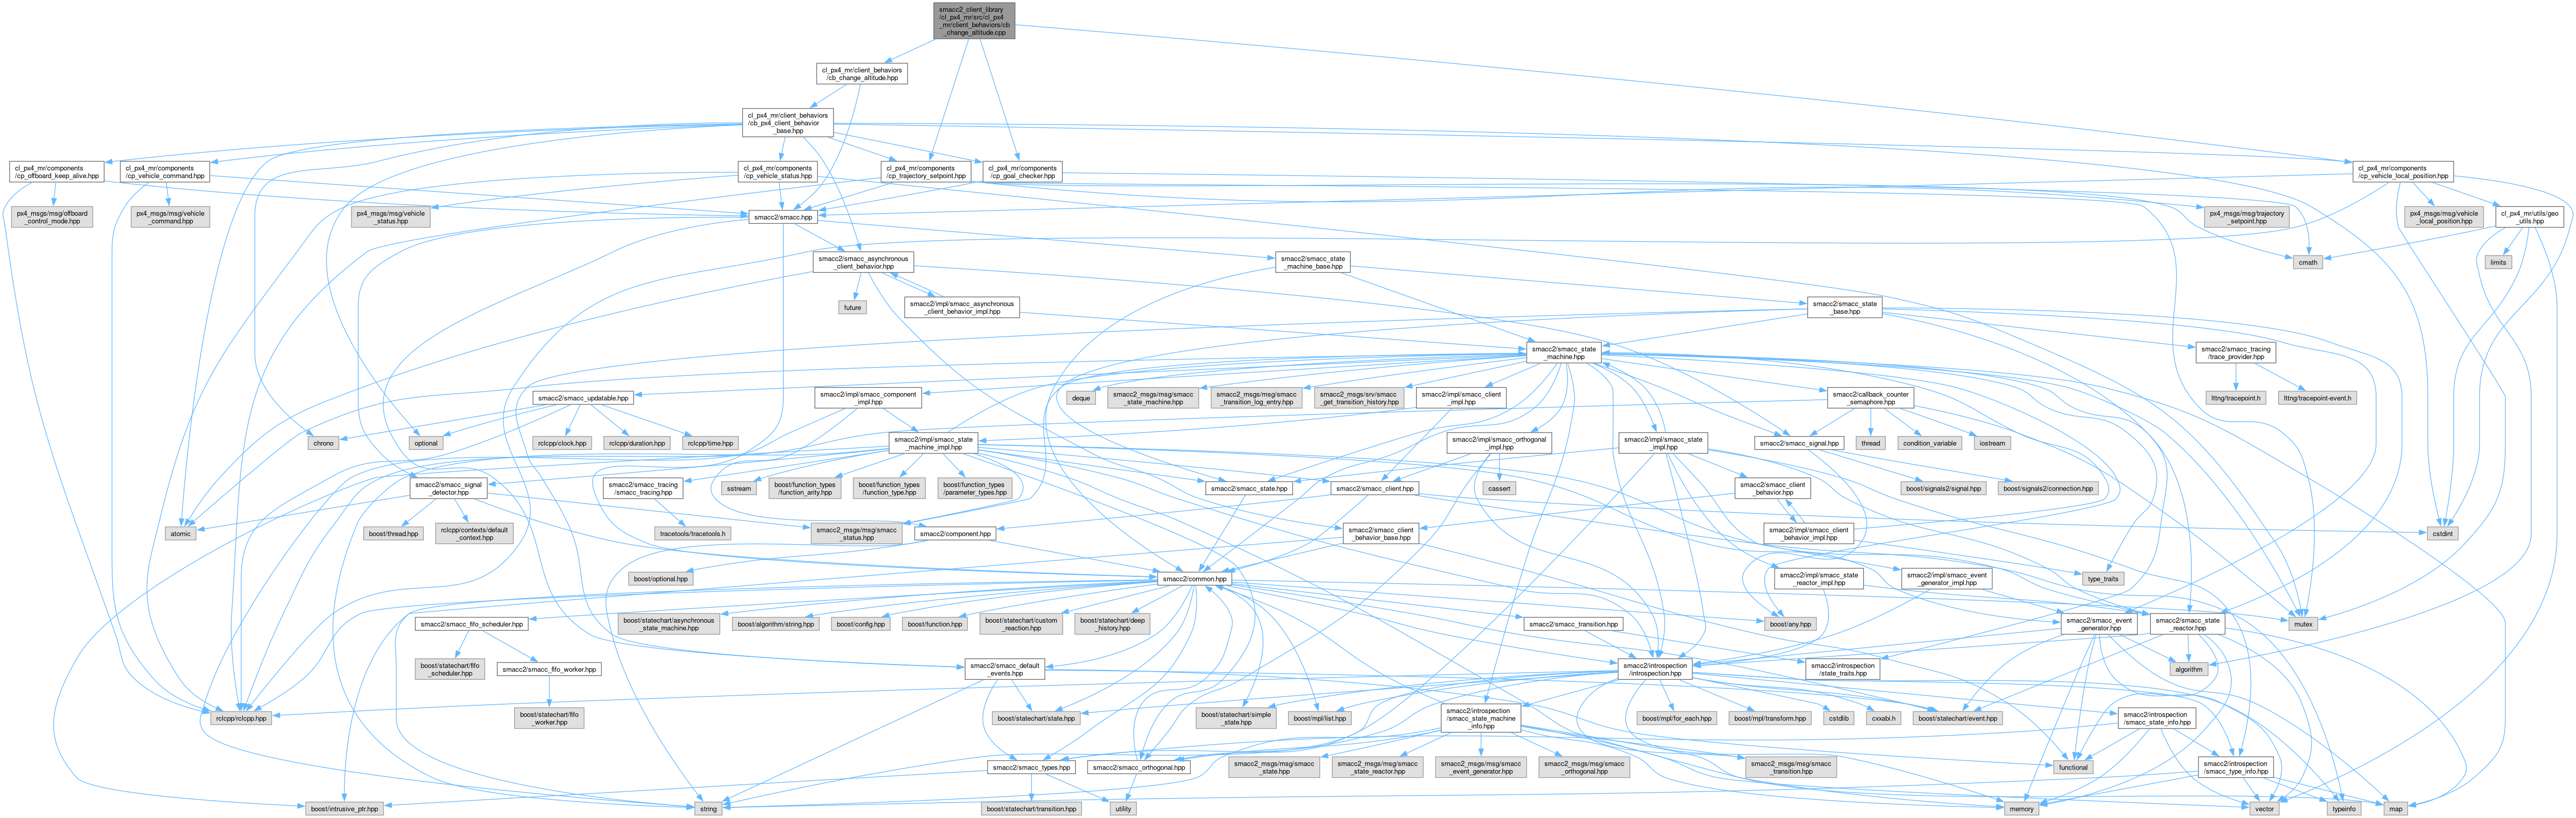 smacc2_client_library
/cl_px4_mr/src/cl_px4
_mr/client_behaviors/cb
_change_altitude.cpp
cl_px4_mr/client_behaviors
/cb_change_altitude.hpp
cl_px4_mr/client_behaviors
/cb_px4_client_behavior
_base.hpp
cl_px4_mr/components
/cp_offboard_keep_alive.hpp
cl_px4_mr/components
/cp_vehicle_command.hpp
cl_px4_mr/components
/cp_vehicle_status.hpp
cl_px4_mr/components
/cp_trajectory_setpoint.hpp
cl_px4_mr/components
/cp_goal_checker.hpp
cl_px4_mr/components
/cp_vehicle_local_position.hpp
px4_msgs/msg/offboard
_control_mode.hpp
px4_msgs/msg/vehicle
_command.hpp
px4_msgs/msg/vehicle
_status.hpp
smacc2/smacc.hpp
px4_msgs/msg/trajectory
_setpoint.hpp
px4_msgs/msg/vehicle
_local_position.hpp
cl_px4_mr/utils/geo
_utils.hpp
smacc2/smacc_asynchronous
_client_behavior.hpp
smacc2/smacc_state
_machine_base.hpp
cmath
limits
future
smacc2/impl/smacc_asynchronous
_client_behavior_impl.hpp
smacc2/smacc_state
_base.hpp
smacc2/smacc_state
_machine.hpp
smacc2/smacc_tracing
/trace_provider.hpp
smacc2/smacc_updatable.hpp
smacc2/impl/smacc_component
_impl.hpp
deque
smacc2_msgs/msg/smacc
_state_machine.hpp
smacc2_msgs/msg/smacc
_transition_log_entry.hpp
smacc2_msgs/srv/smacc
_get_transition_history.hpp
smacc2/impl/smacc_client
_impl.hpp
smacc2/callback_counter
_semaphore.hpp
lttng/tracepoint.h
lttng/tracepoint-event.h
chrono
optional
rclcpp/clock.hpp
rclcpp/duration.hpp
rclcpp/time.hpp
smacc2/impl/smacc_state
_machine_impl.hpp
smacc2/impl/smacc_orthogonal
_impl.hpp
smacc2/impl/smacc_state
_impl.hpp
smacc2/smacc_signal.hpp
thread
condition_variable
iostream
smacc2/smacc_signal
_detector.hpp
smacc2/smacc_tracing
/smacc_tracing.hpp
sstream
boost/function_types
/function_arity.hpp
boost/function_types
/function_type.hpp
boost/function_types
/parameter_types.hpp
smacc2/smacc_state.hpp
smacc2/smacc_client.hpp
cassert
smacc2/smacc_client
_behavior.hpp
boost/signals2/signal.hpp
boost/signals2/connection.hpp
atomic
boost/thread.hpp
rclcpp/contexts/default
_context.hpp
tracetools/tracetools.h
smacc2_msgs/msg/smacc
_status.hpp
smacc2/component.hpp
smacc2/smacc_client
_behavior_base.hpp
smacc2/impl/smacc_client
_behavior_impl.hpp
cstdint
boost/optional.hpp
smacc2/common.hpp
smacc2/impl/smacc_state
_reactor_impl.hpp
smacc2/impl/smacc_event
_generator_impl.hpp
type_traits
smacc2/smacc_fifo_scheduler.hpp
boost/statechart/asynchronous
_state_machine.hpp
boost/algorithm/string.hpp
boost/config.hpp
boost/function.hpp
boost/statechart/custom
_reaction.hpp
boost/statechart/deep
_history.hpp
smacc2/smacc_transition.hpp
boost/any.hpp
smacc2/smacc_event
_generator.hpp
smacc2/smacc_state
_reactor.hpp
mutex
boost/statechart/fifo
_scheduler.hpp
smacc2/smacc_fifo_worker.hpp
smacc2/smacc_default
_events.hpp
smacc2/introspection
/introspection.hpp
smacc2/introspection
/state_traits.hpp
algorithm
rclcpp/rclcpp.hpp
boost/statechart/fifo
_worker.hpp
boost/statechart/state.hpp
boost/statechart/simple
_state.hpp
boost/mpl/list.hpp
smacc2/introspection
/smacc_state_machine
_info.hpp
boost/mpl/for_each.hpp
boost/mpl/transform.hpp
cstdlib
cxxabi.h
boost/statechart/event.hpp
smacc2/introspection
/smacc_state_info.hpp
smacc2/smacc_types.hpp
smacc2/smacc_orthogonal.hpp
smacc2_msgs/msg/smacc
_state.hpp
smacc2_msgs/msg/smacc
_state_reactor.hpp
smacc2_msgs/msg/smacc
_event_generator.hpp
smacc2_msgs/msg/smacc
_orthogonal.hpp
smacc2_msgs/msg/smacc
_transition.hpp
functional
smacc2/introspection
/smacc_type_info.hpp
boost/intrusive_ptr.hpp
string
boost/statechart/transition.hpp
utility
memory
vector
typeinfo
map